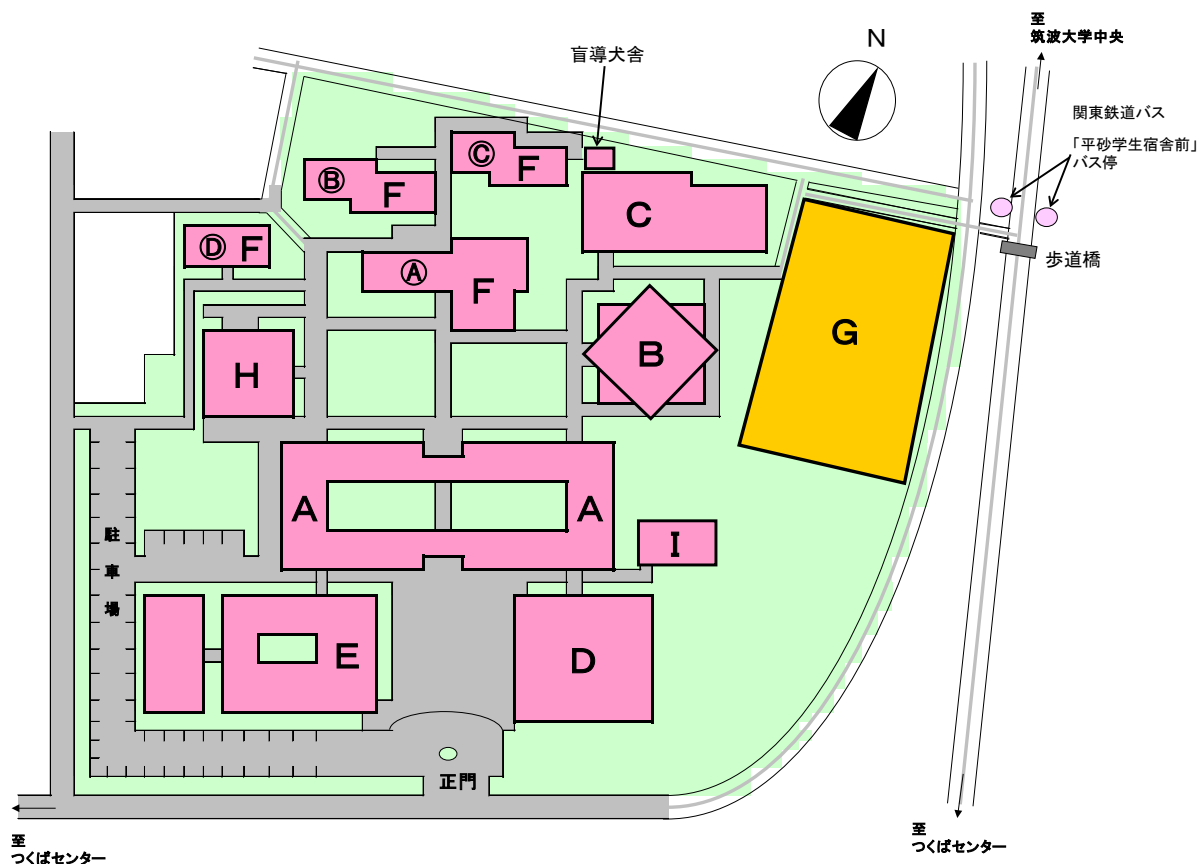 至
筑波大学中央
N
盲導犬舎
関東鉄道バス
「平砂学生宿舎前」
バス停
Ⓒ F
Ⓑ F
C
Ⓓ F
Ⓐ F
歩道橋
G
B
H
A
A
I
駐車場
E
D
正門
至
つくばセンター
至
つくばセンター